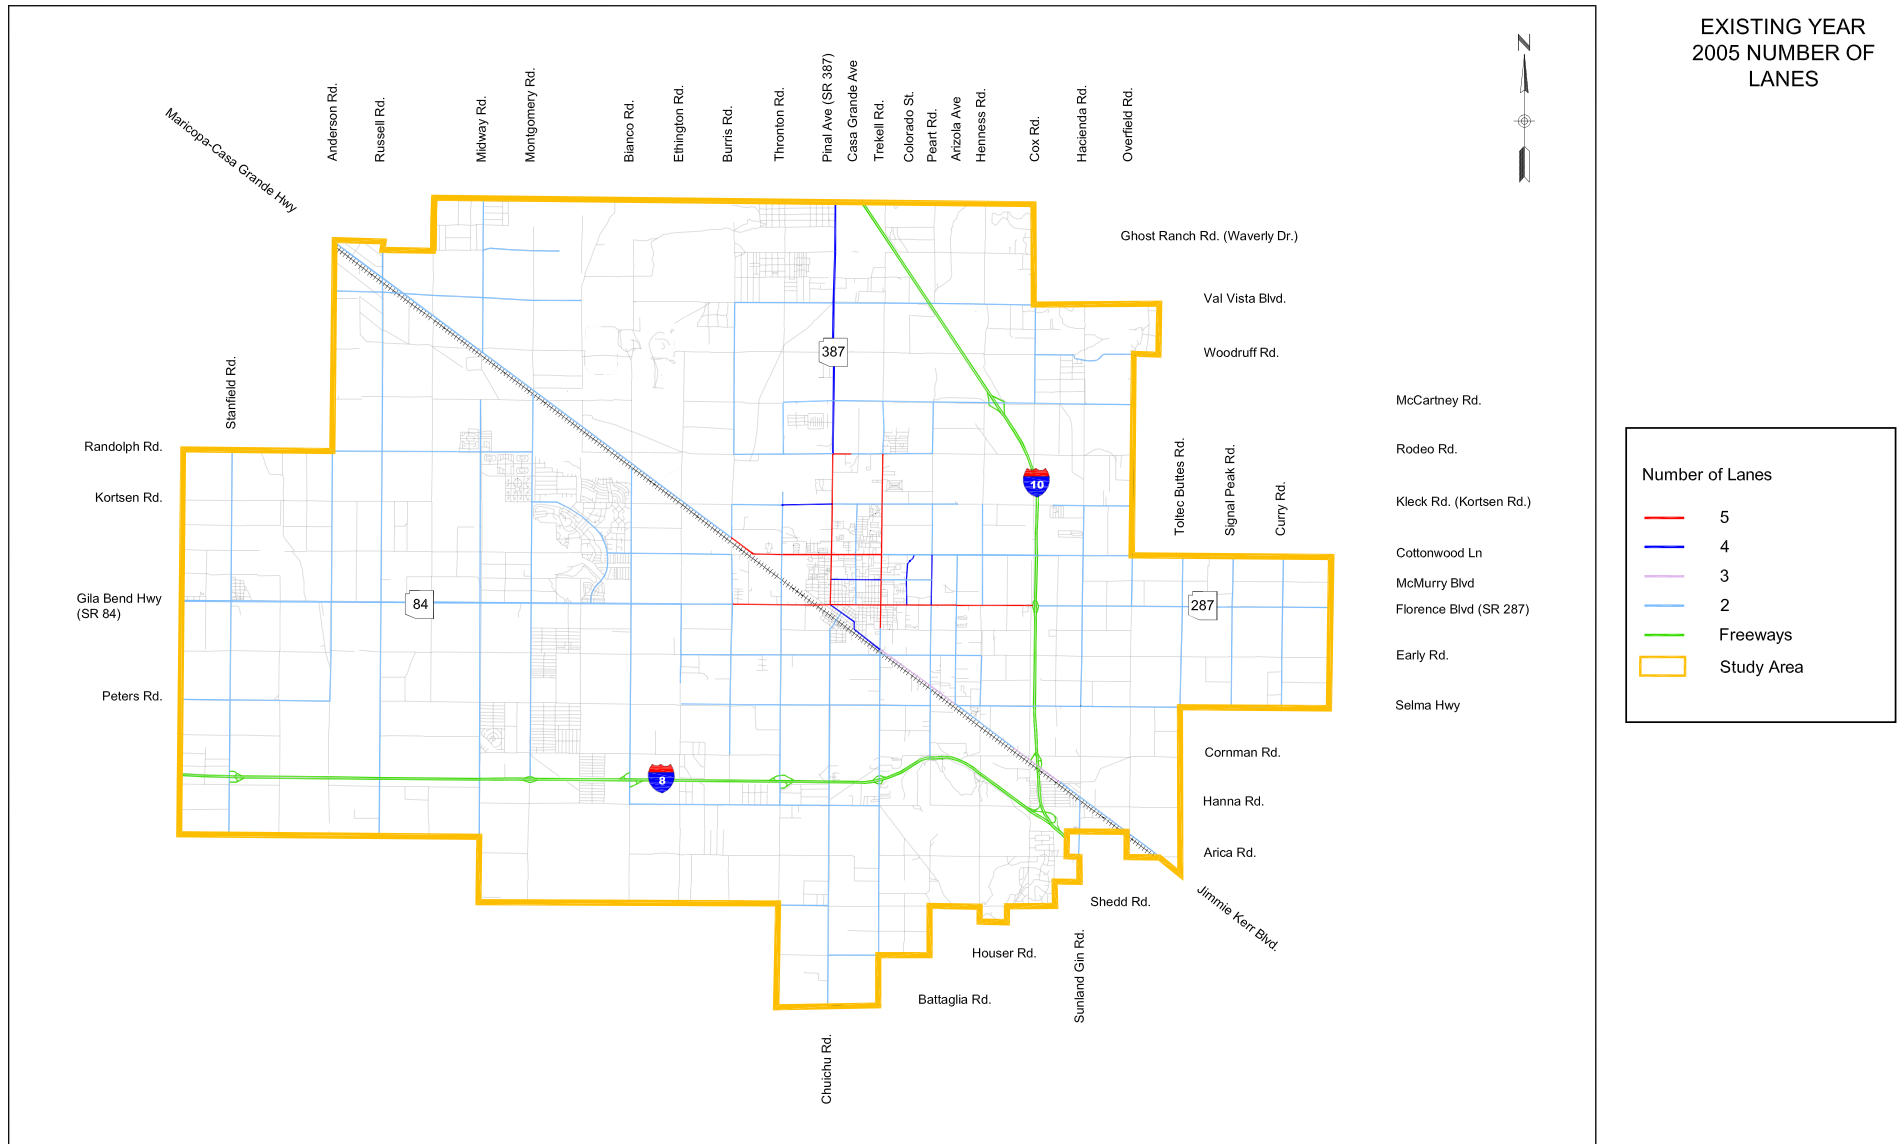 EXISTING YEAR
2005 NUMBER OF
LANES
N
Maricopa-Casa Grande Hwy
Anderson Rd.
Russell Rd.
Midway Rd.
Montgomery Rd.
Bianco Rd.
Ethington Rd.
Burris Rd.
Thronton Rd.
Pinal Ave (SR 387)
Casa Grande Ave
Trekell Rd.
Colorado St.
Peart Rd.
Arizola Ave
Henness Rd.
Cox Rd.
Hacienda Rd.
Overfield Rd.
Ghost Ranch Rd. (Waverly Dr.)
Val Vista Blvd.
Woodruff Rd.
387
Stanfield Rd.
McCartney Rd.
Randolph Rd.
Rodeo Rd.
Kortsen Rd.
10
Toltec Buttes Rd.
Signal Peak Rd.
Curry Rd.
Kleck Rd. (Kortsen Rd.)
Cottonwood Ln
McMurry Blvd
Gila Bend Hwy
(SR 84)
84
287
Florence Blvd (SR 287)
Early Rd.
Peters Rd.
Selma Hwy
Cornman Rd.
8
Hanna Rd.
Arica Rd.
Shedd Rd.
Jimmie Kerr Blvd.
Houser Rd.
Sunland Gin Rd.
Battaglia Rd.
Chuichu Rd.
Number of Lanes
5
4
3
2
Freeways
Study Area